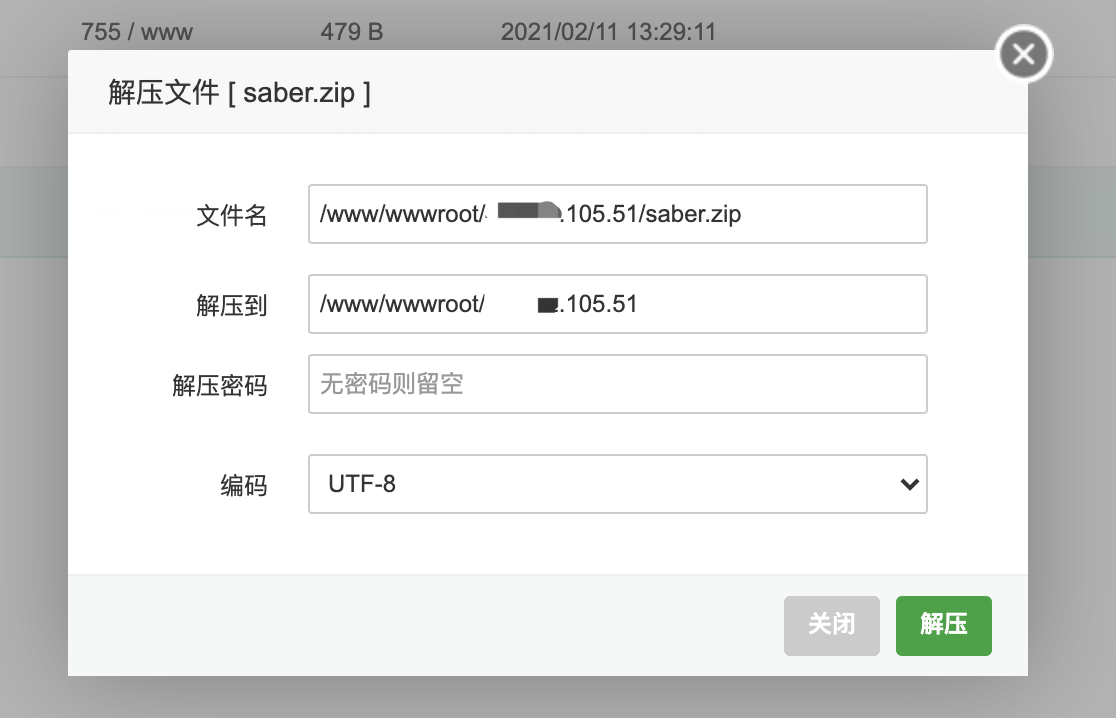 755 / www 479 B 2021/02/11 13:29:11
解压文件 [ saber.zip ]
文件名 /www/wwwroot/ .105.51/saber.zip
解压到 /www/wwwroot/ .105.51
解压密码 无密码则留空
编码 UTF-8
关闭 解压